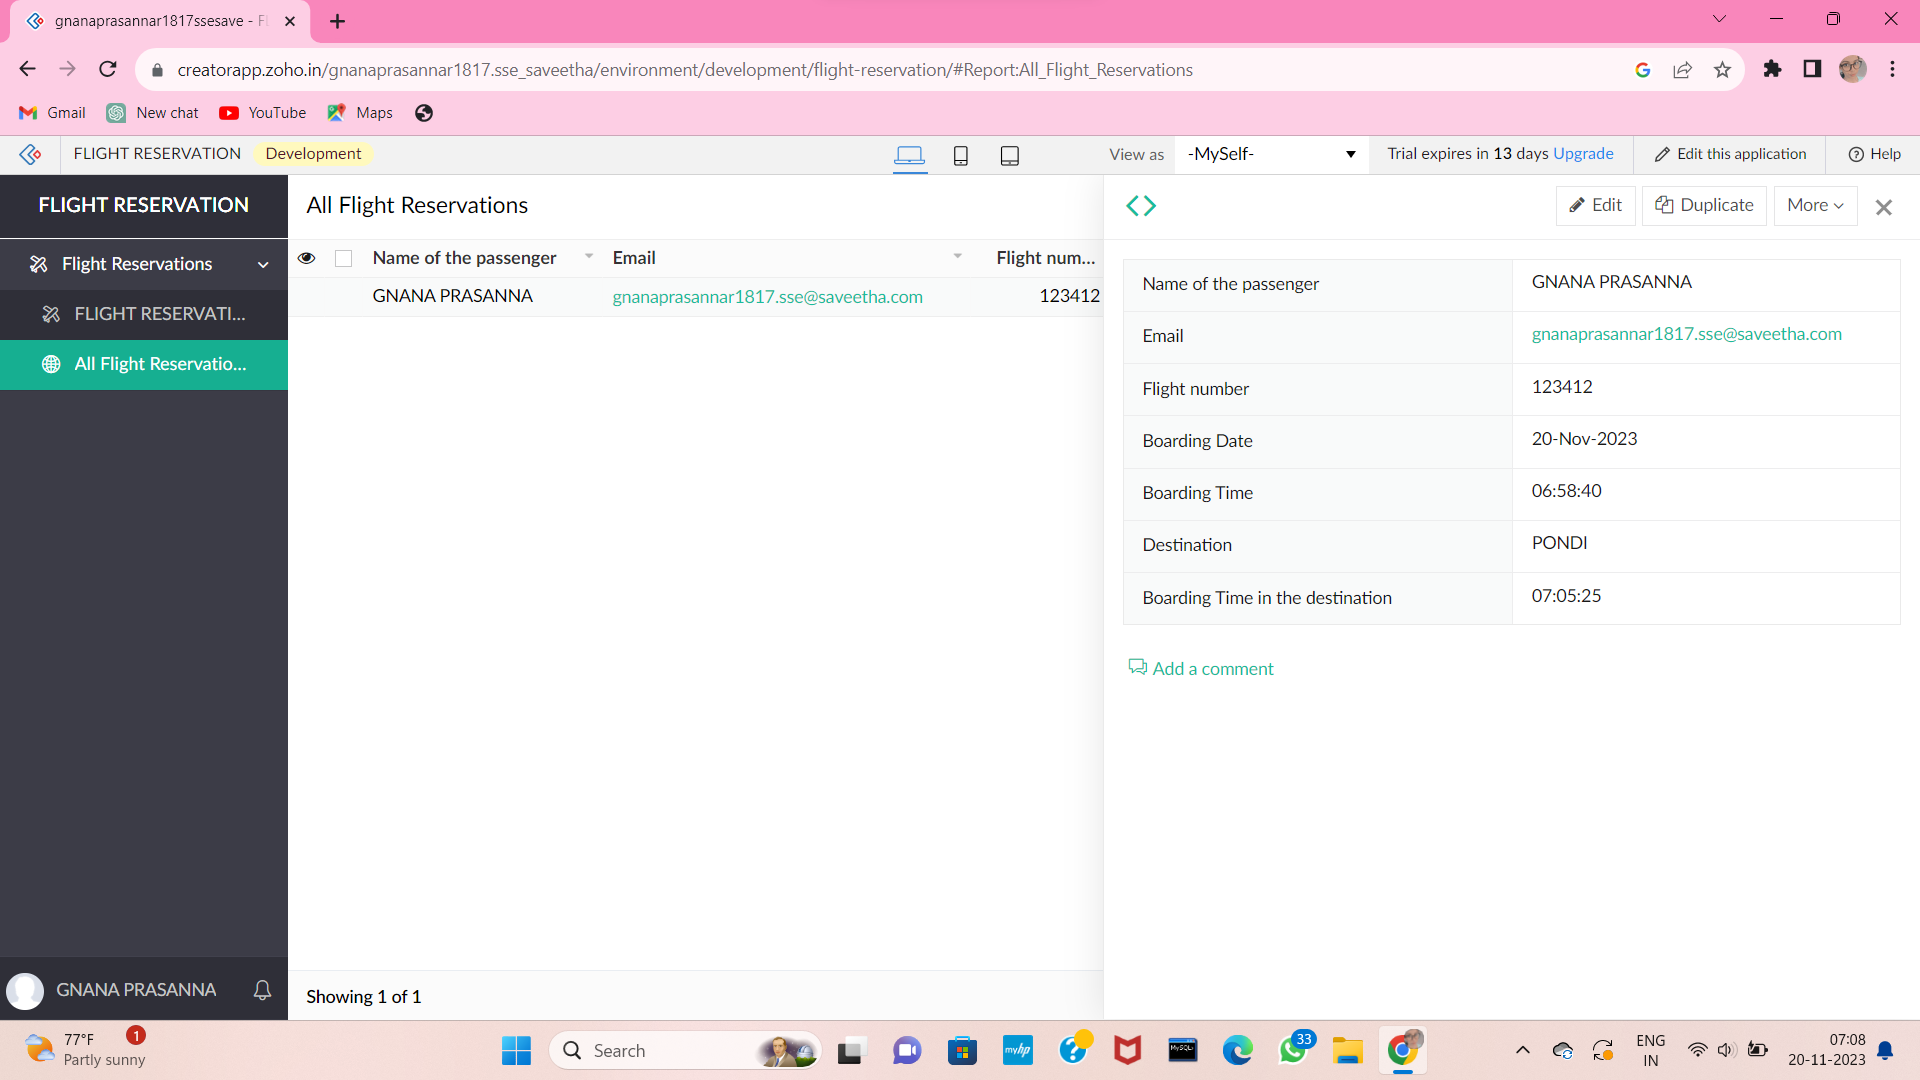 gnanaprasannar1817ssesave - Fl
creatorapp.zoho.in/gnanaprasannar1817.sse_saveetha/environment/development/flight-reservation/#Report:All_Flight_Reservations
Gmail New chat YouTube Maps
FLIGHT RESERVATION Development View as -MySelf- Trial expires in 13 days Upgrade Edit this application Help
FLIGHT RESERVATION
Flight Reservations
FLIGHT RESERVATI...
All Flight Reservatio...
GNANA PRASANNA
All Flight Reservations
Name of the passenger Email Flight num...
GNANA PRASANNA gnanaprasannar1817.sse@saveetha.com 123412
Showing 1 of 1
Edit Duplicate More
Name of the passenger GNANA PRASANNA
Email gnanaprasannar1817.sse@saveetha.com
Flight number 123412
Boarding Date 20-Nov-2023
Boarding Time 06:58:40
Destination PONDI
Boarding Time in the destination 07:05:25
Add a comment
77°F 1
Partly sunny
Search
myhp
MySQL
33
ENG
IN
07:08
20-11-2023